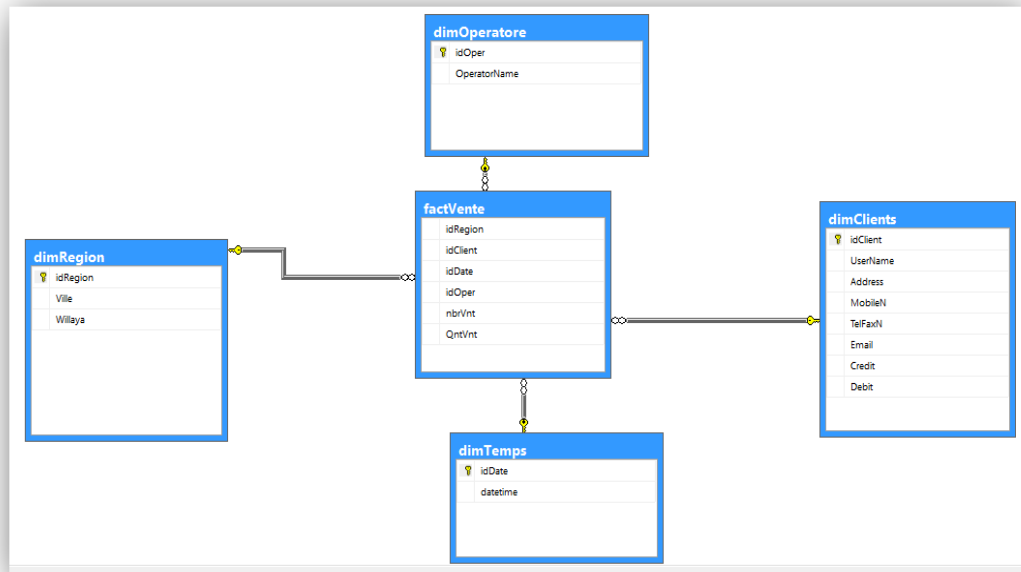 dimOperatore
idOper
OperatorName
factVente
idRegion
idClient
idDate
idOper
nbrVnt
QntVnt
dimRegion
idRegion
Ville
Willaya
dimClients
idClient
UserName
Address
MobileN
TelFaxN
Email
Credit
Debit
dimTemps
idDate
datetime